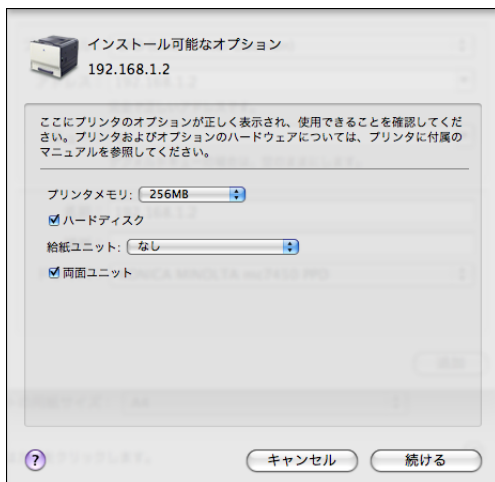 インストール可能なオプション
192.168.1.2
ここにプリンタのオプションが正しく表示され、使用できることを確認してくだ
さい。プリンタおよびオプションのハードウェアについては、プリンタに付属の
マニュアルを参照してください。
プリンタメモリ: 256MB
ハードディスク
給紙ユニット: なし
両面ユニット
? キャンセル 続ける